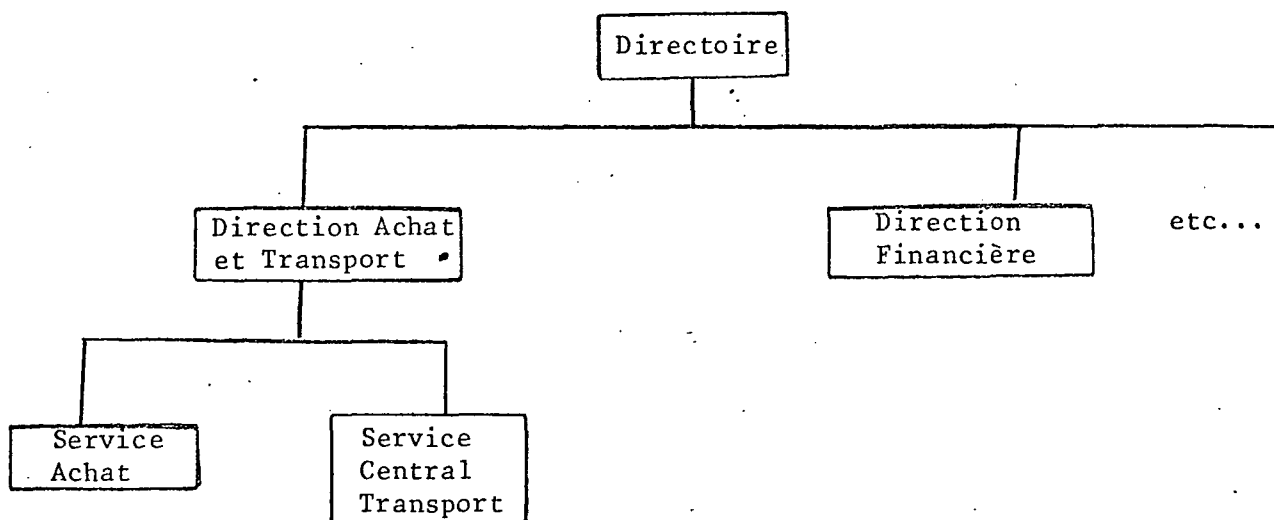 Directoire
Direction Achat
et Transport
Direction
Financière
etc...
Service
Achat
Service
Central
Transport